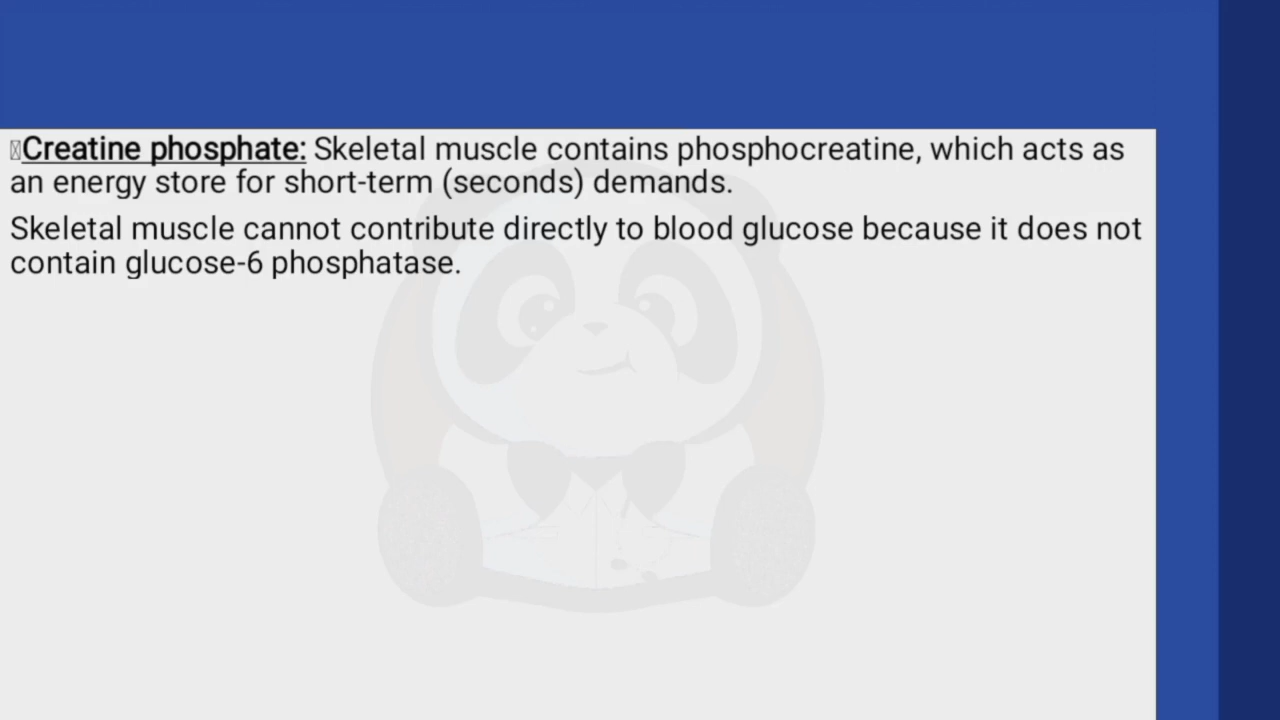 Creatine phosphate: Skeletal muscle contains phosphocreatine, which acts as
an energy store for short-term (seconds) demands.
Skeletal muscle cannot contribute directly to blood glucose because it does not
contain glucose-6 phosphatase.